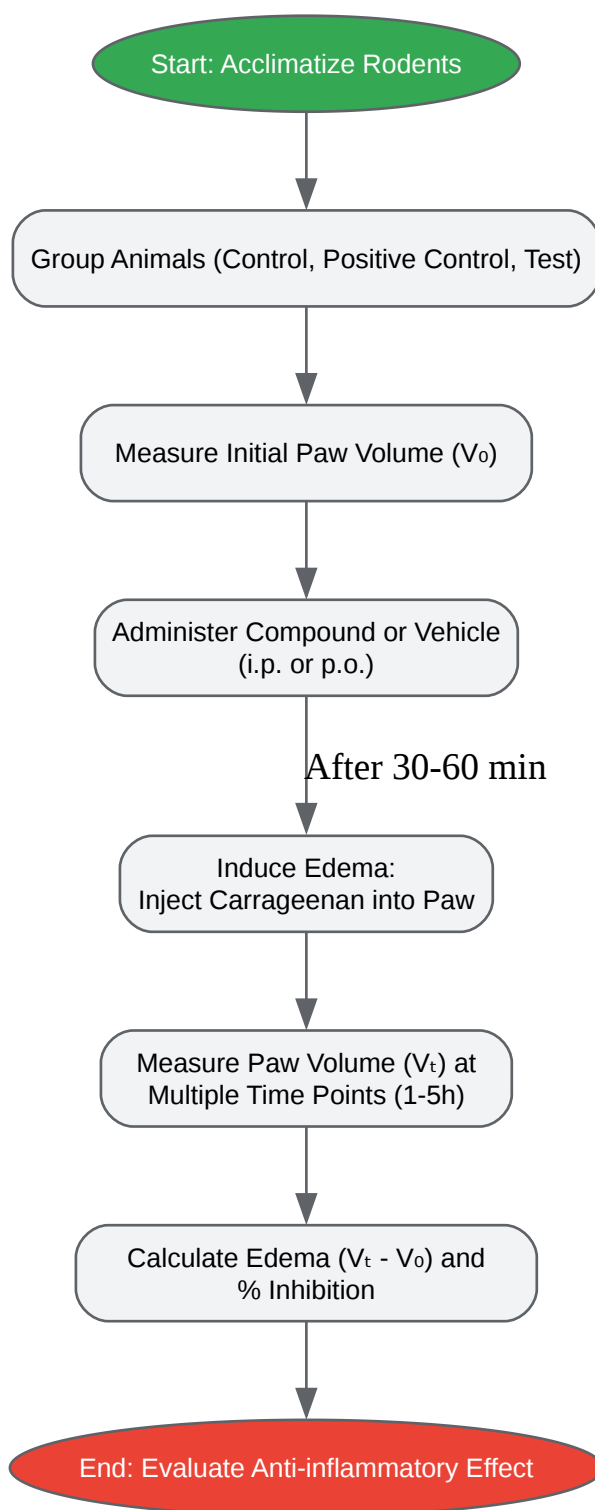 Start: Acclimatize Rodents
Group Animals (Control, Positive Control, Test)
Measure Initial Paw Volume (V₀)
Administer Compound or Vehicle
(i.p. or p.o.)
After 30-60 min
Induce Edema:
Inject Carrageenan into Paw
Measure Paw Volume (Vₜ) at
Multiple Time Points (1-5h)
Calculate Edema (Vₜ - V₀) and
% Inhibition
End: Evaluate Anti-inflammatory Effect